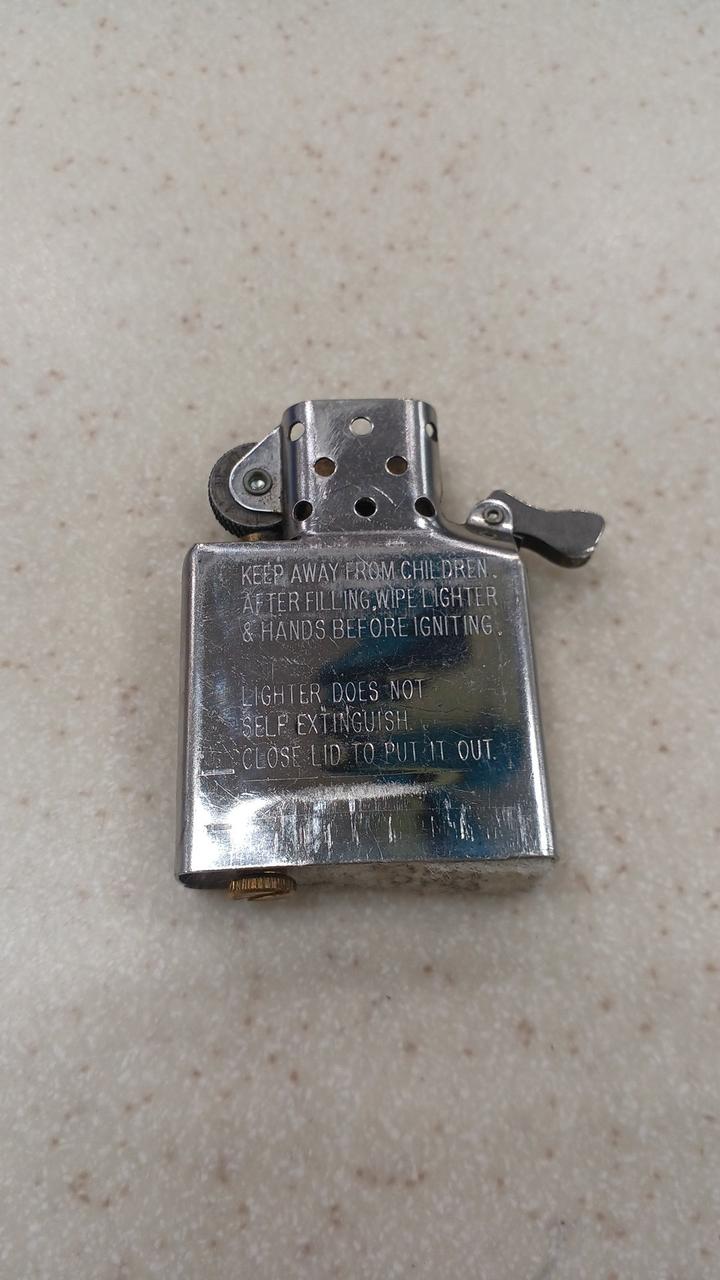 KEEP AWAY FROM CHILDREN.
AFTER FILLING,WIPE LIGHTER
& HANDS BEFORE IGNITING.
LIGHTER DOES NOT
SELF EXTINGUISH.
CLOSE LID TO PUT IT OUT.